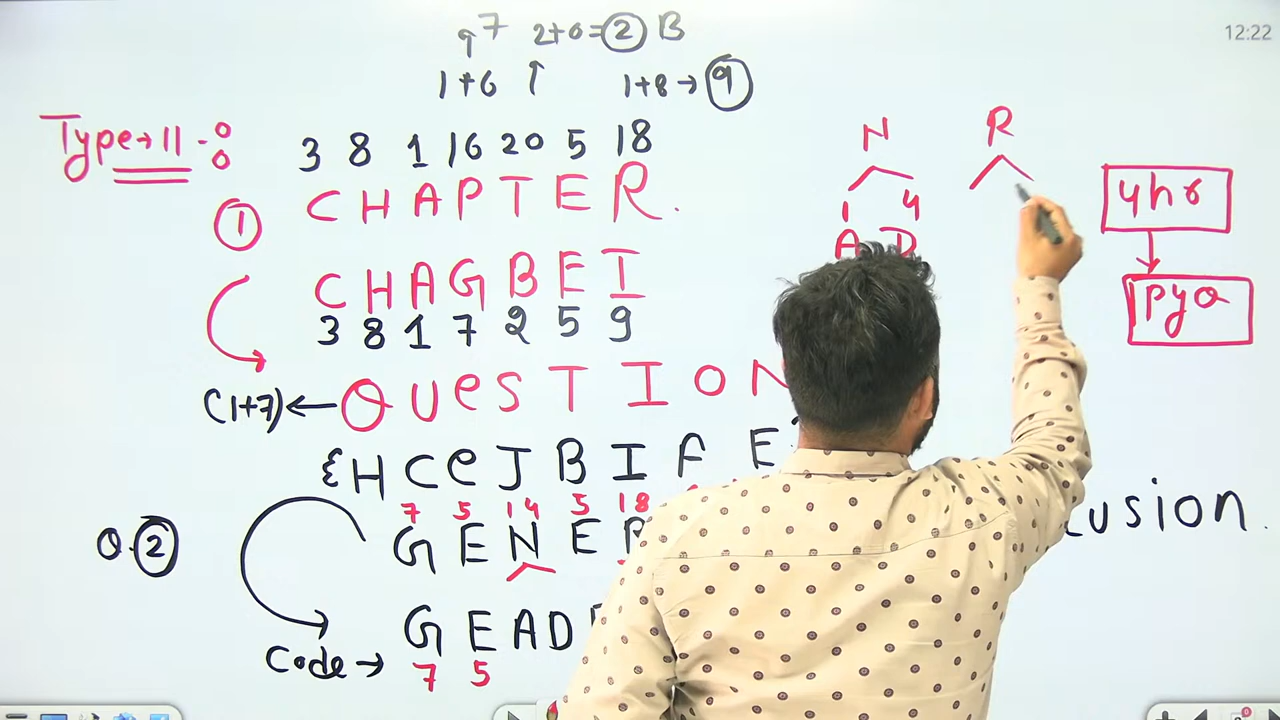 12:22
9 7 2+0=2 B
1+6 1+8→9
Type→11-
3 8 1 16 20 5 18
1 CHAPTER.
CHAGBEI
3 8 1 7 2 5 9
(1+7)← QUeSTION
{HCeJBIFE
7 5 14 5 18
Q.2 GENER
GEAD
Code→ 7 5
N R
1 4
A D
4hr
pyq
usion.